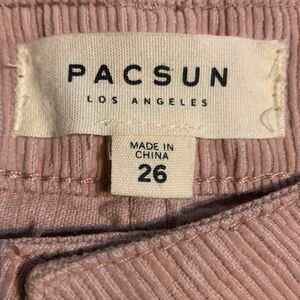 PACSUN
LOS ANGELES
MADE IN
CHINA
26